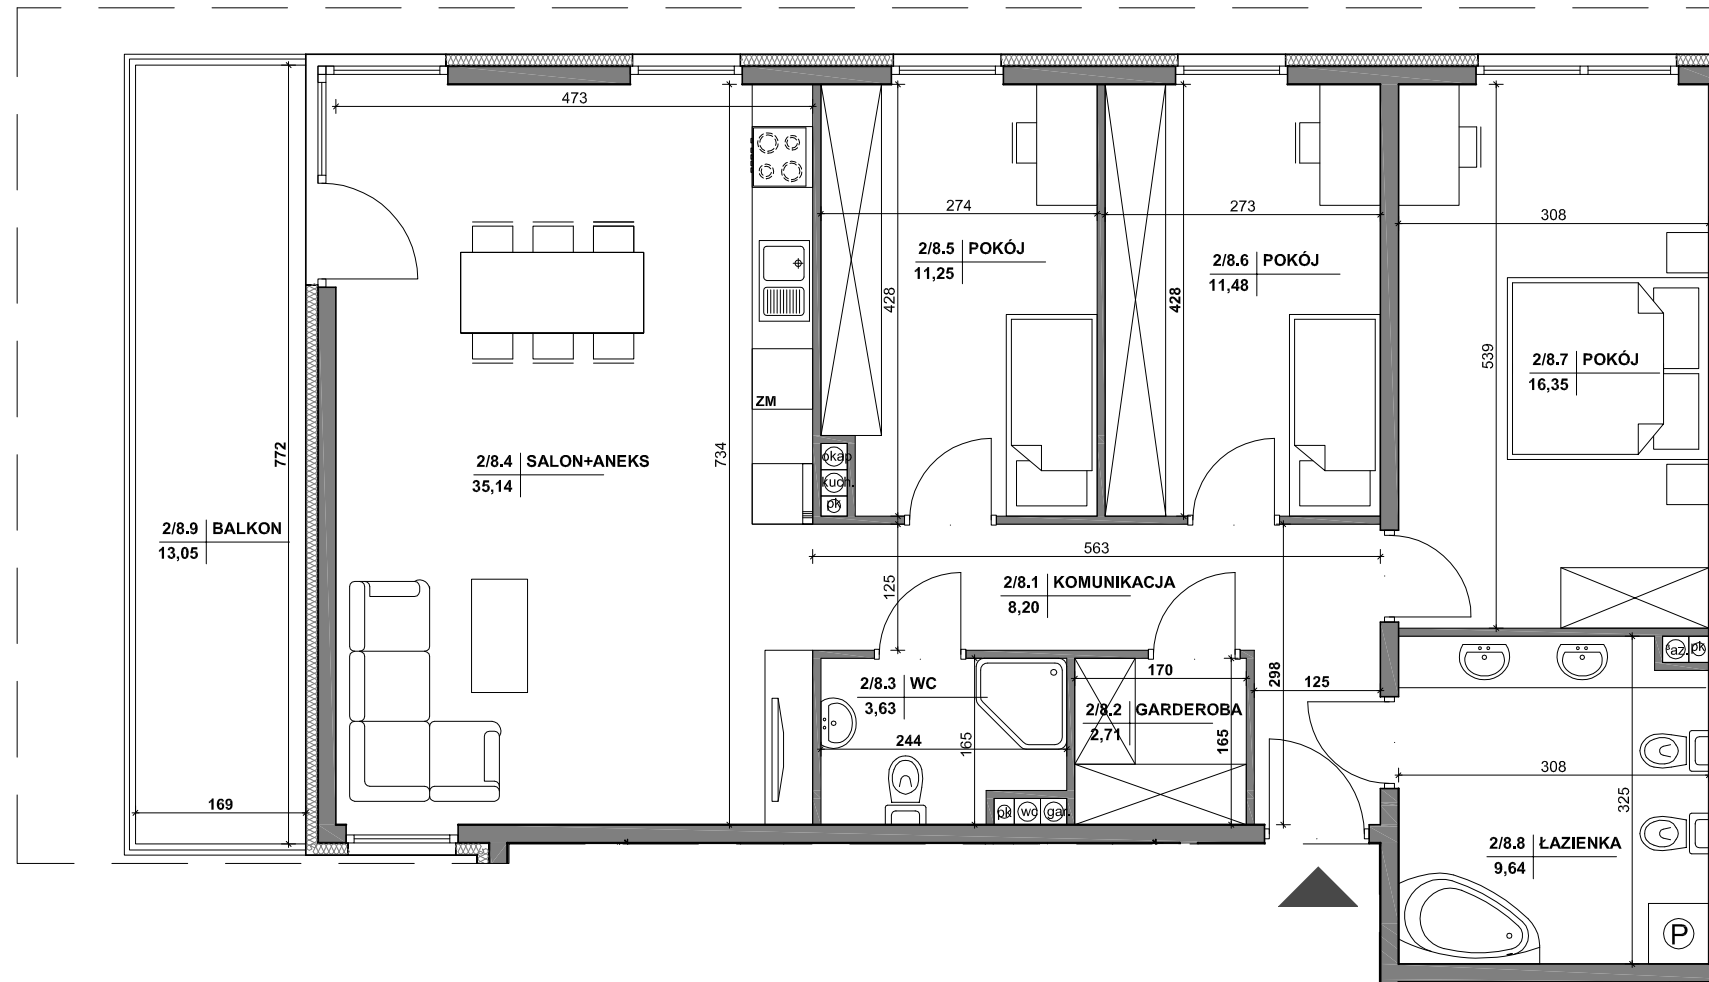 473
274
273
308
2/8.5 POKÓJ
11,25
2/8.6 POKÓJ
11,48
428
428
539
2/8.7 POKÓJ
16,35
ZM
772
734
2/8.4 SALON+ANEKS
35,14
okap
kuch.
pk
2/8.9 BALKON
13,05
563
125
2/8.1 KOMUNIKACJA
8,20
298
170
125
2/8.3 WC
3,63
2/8.2 GARDEROBA
2,71
165
165
244
pk wc gar.
169
łaz. pk
308
325
2/8.8 ŁAZIENKA
9,64
P